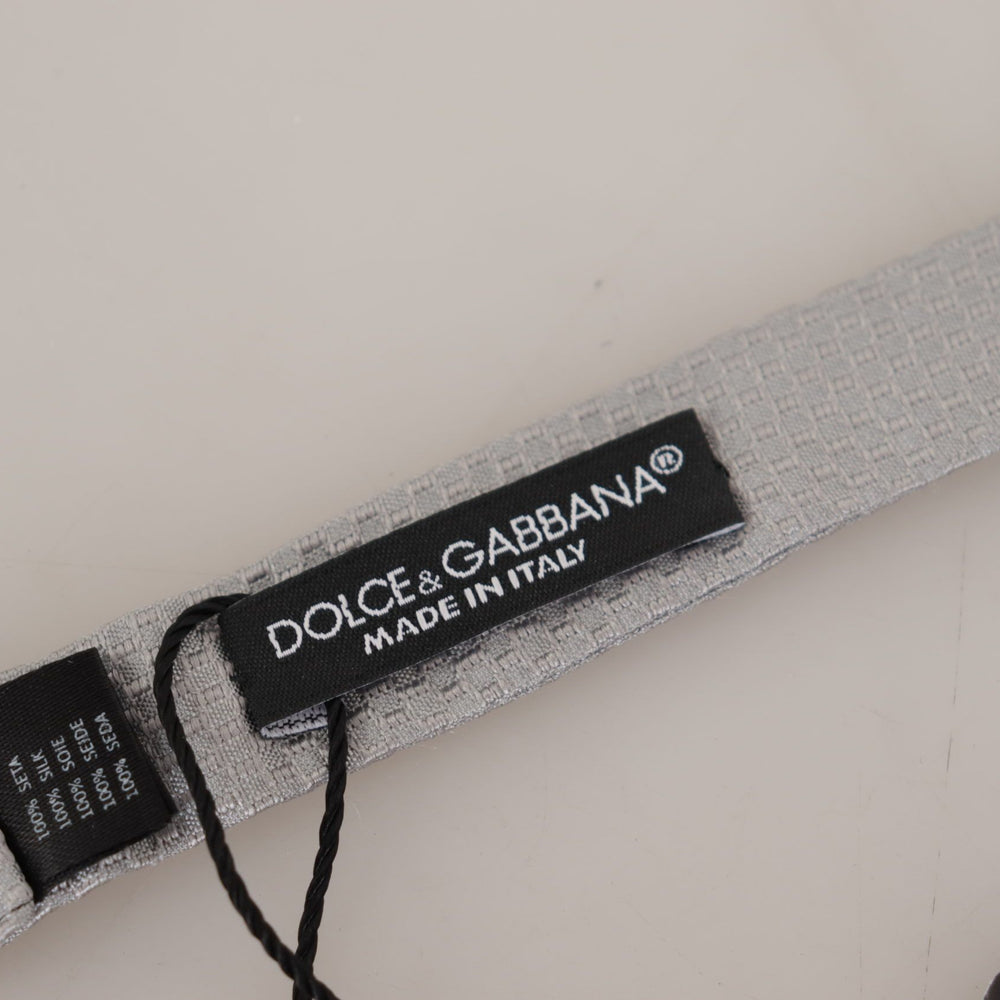 DOLCE & GABBANA®
MADE IN ITALY
100% SETA
100% SILK
100% SOIE
100% SEIDE
100% SEDA